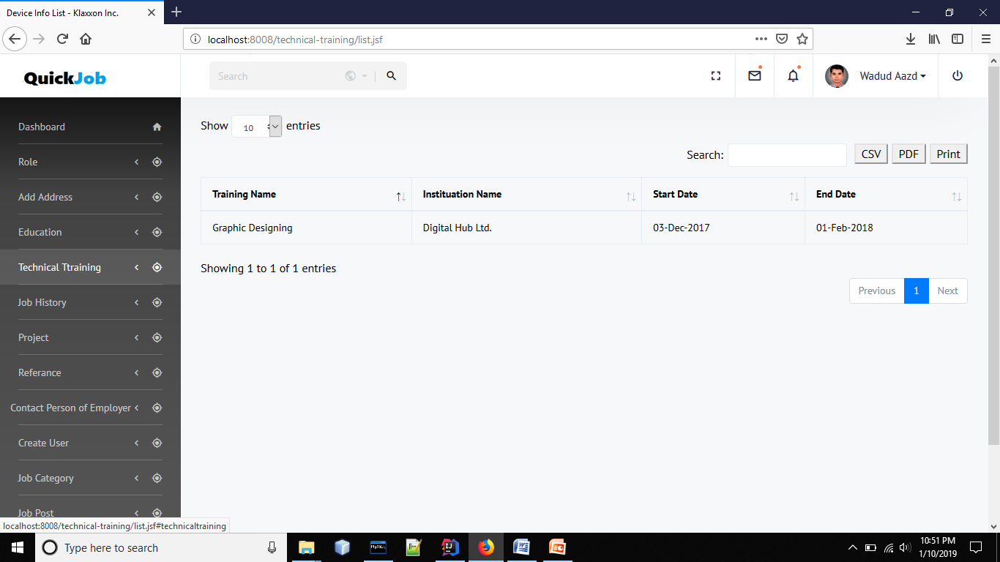 Device Info List - Klaxxon Inc.
localhost:8008/technical-training/list.jsf
QuickJob
Search
Wadud Aazd
Dashboard
Role
Add Address
Education
Technical Ttraining
Job History
Project
Referance
Contact Person of Employer
Create User
Job Category
Job Post
Show 10 entries
Search:
CSV PDF Print
Training Name Instituation Name Start Date End Date
Graphic Designing Digital Hub Ltd. 03-Dec-2017 01-Feb-2018
Showing 1 to 1 of 1 entries
Previous 1 Next
localhost:8008/technical-training/list.jsf#technicaltraining
Type here to search
10:51 PM
1/10/2019